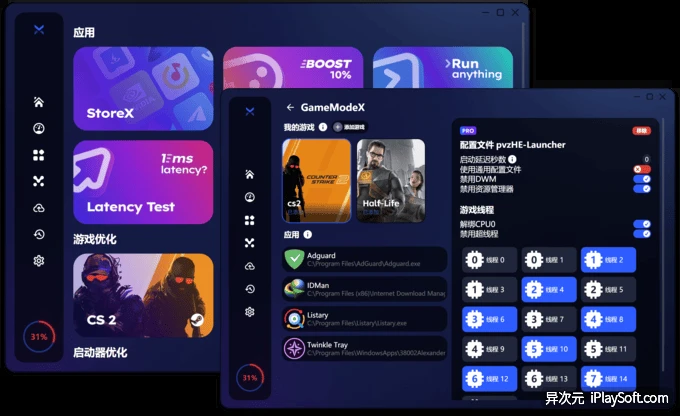 应用
StoreX
BOOST
10%
Run
anything
1ms
latency?
Latency Test
游戏优化
CS 2
启动器优化
31%
GameModeX
我的游戏
添加游戏
cs2
COUNTER
STRIKE
Half-Life
应用
Adguard
C:\Program Files\AdGuard\Adguard.exe
IDMan
C:\Program Files (x86)\Internet Download Manag
Listary
C:\Program Files\Listary\Listary.exe
Twinkle Tray
C:\Program Files\WindowsApps\38002Alexander
31%
PRO
移除
配置文件 pvzHE-Launcher
启动延迟秒数
0
使用通用配置文件
禁用DWM
禁用资源管理器
游戏线程
解绑CPU0
禁用超线程
0 线程 0
0 线程 1
1 线程 2
1 线程 3
2 线程 4
2 线程 5
3 线程 6
3 线程 7
4 线程 8
4 线程 9
5 线程 10
5 线程 11
6 线程 12
6 线程 13
7 线程 14
异次元 iPlaySoft.com